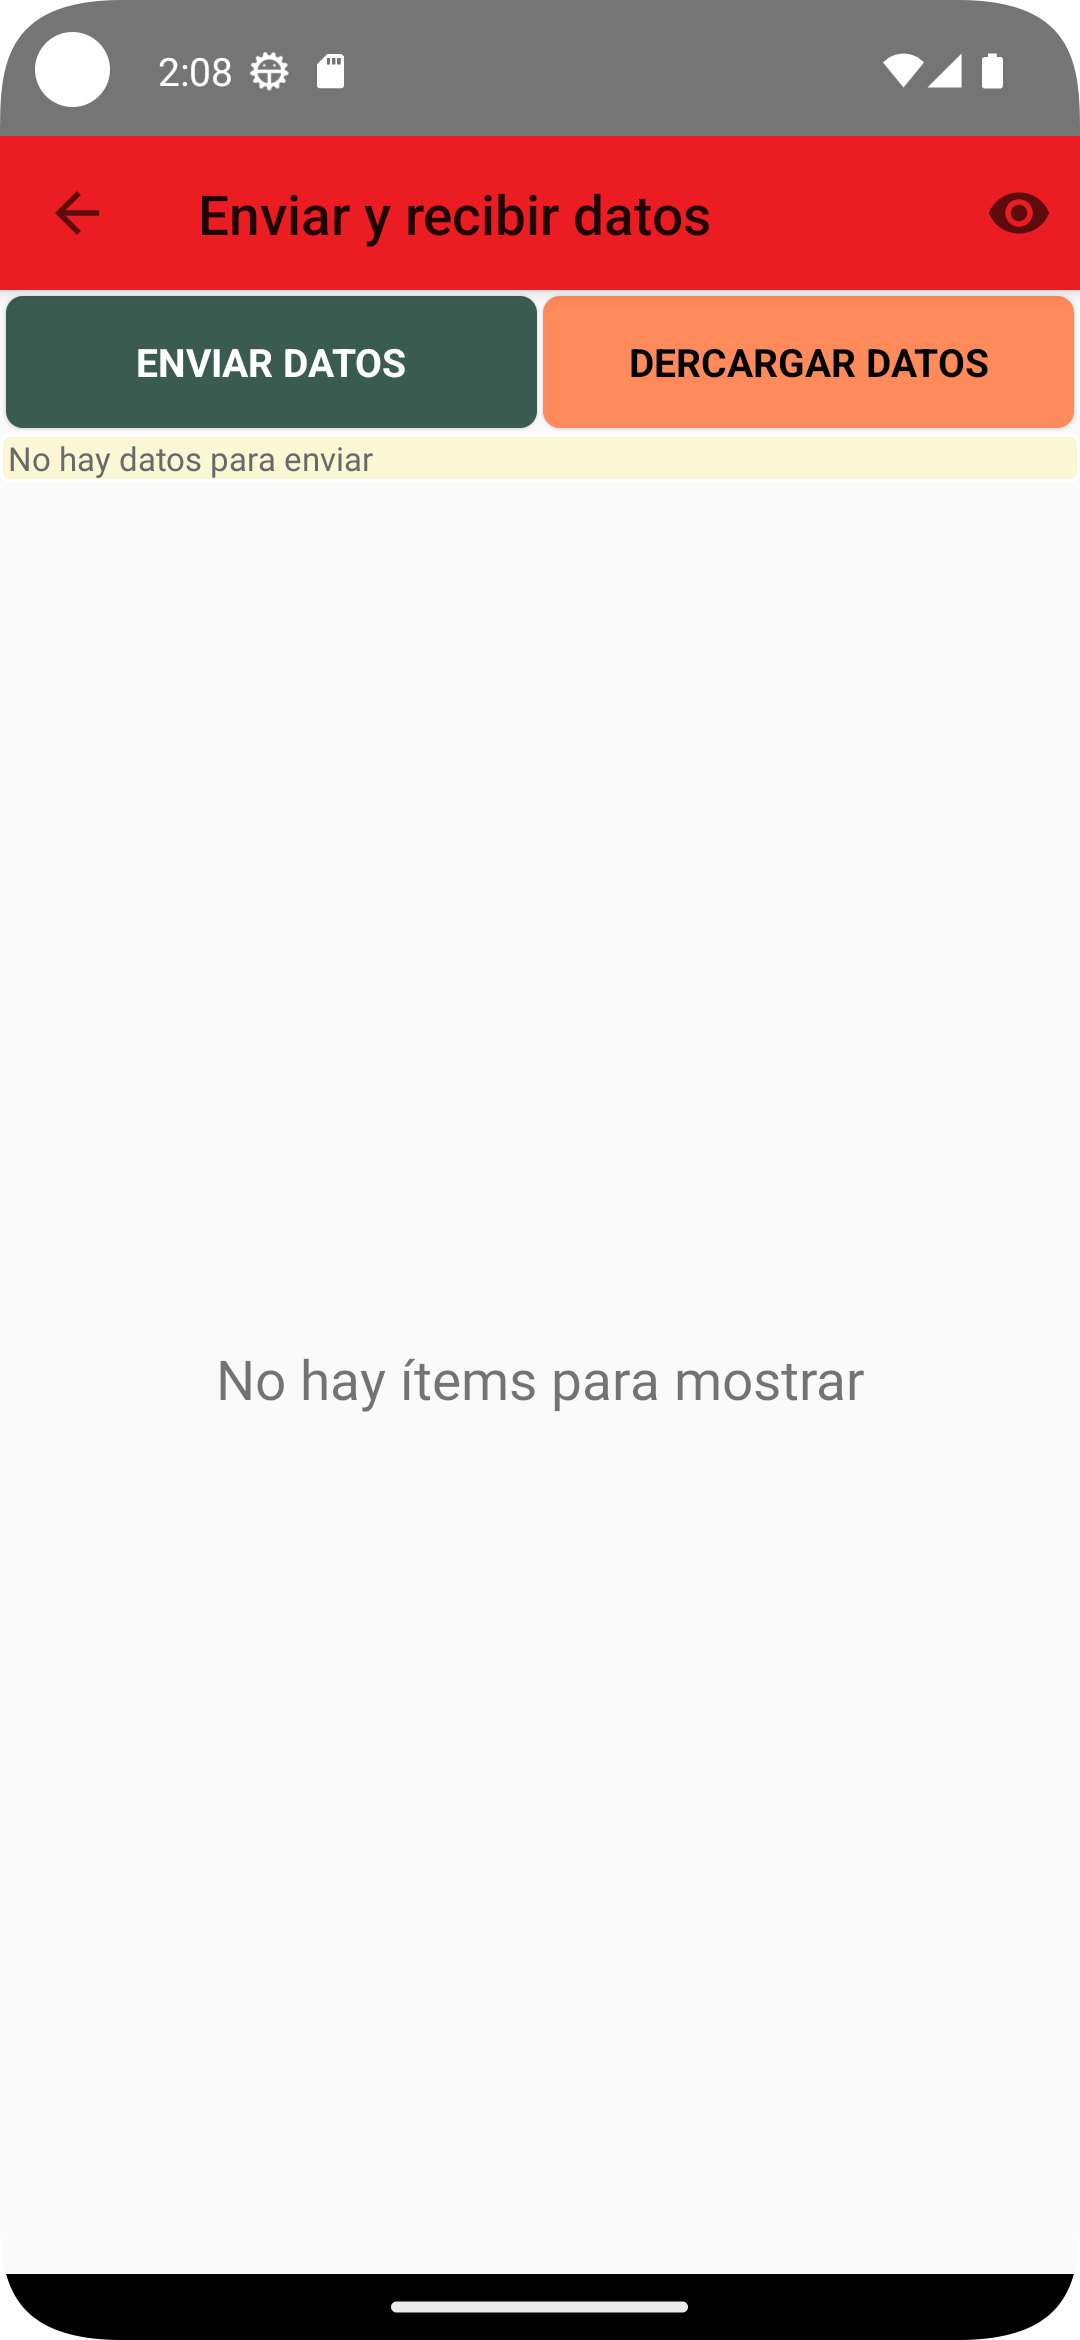 2:08
Enviar y recibir datos
ENVIAR DATOS
DERCARGAR DATOS
No hay datos para enviar
No hay ítems para mostrar